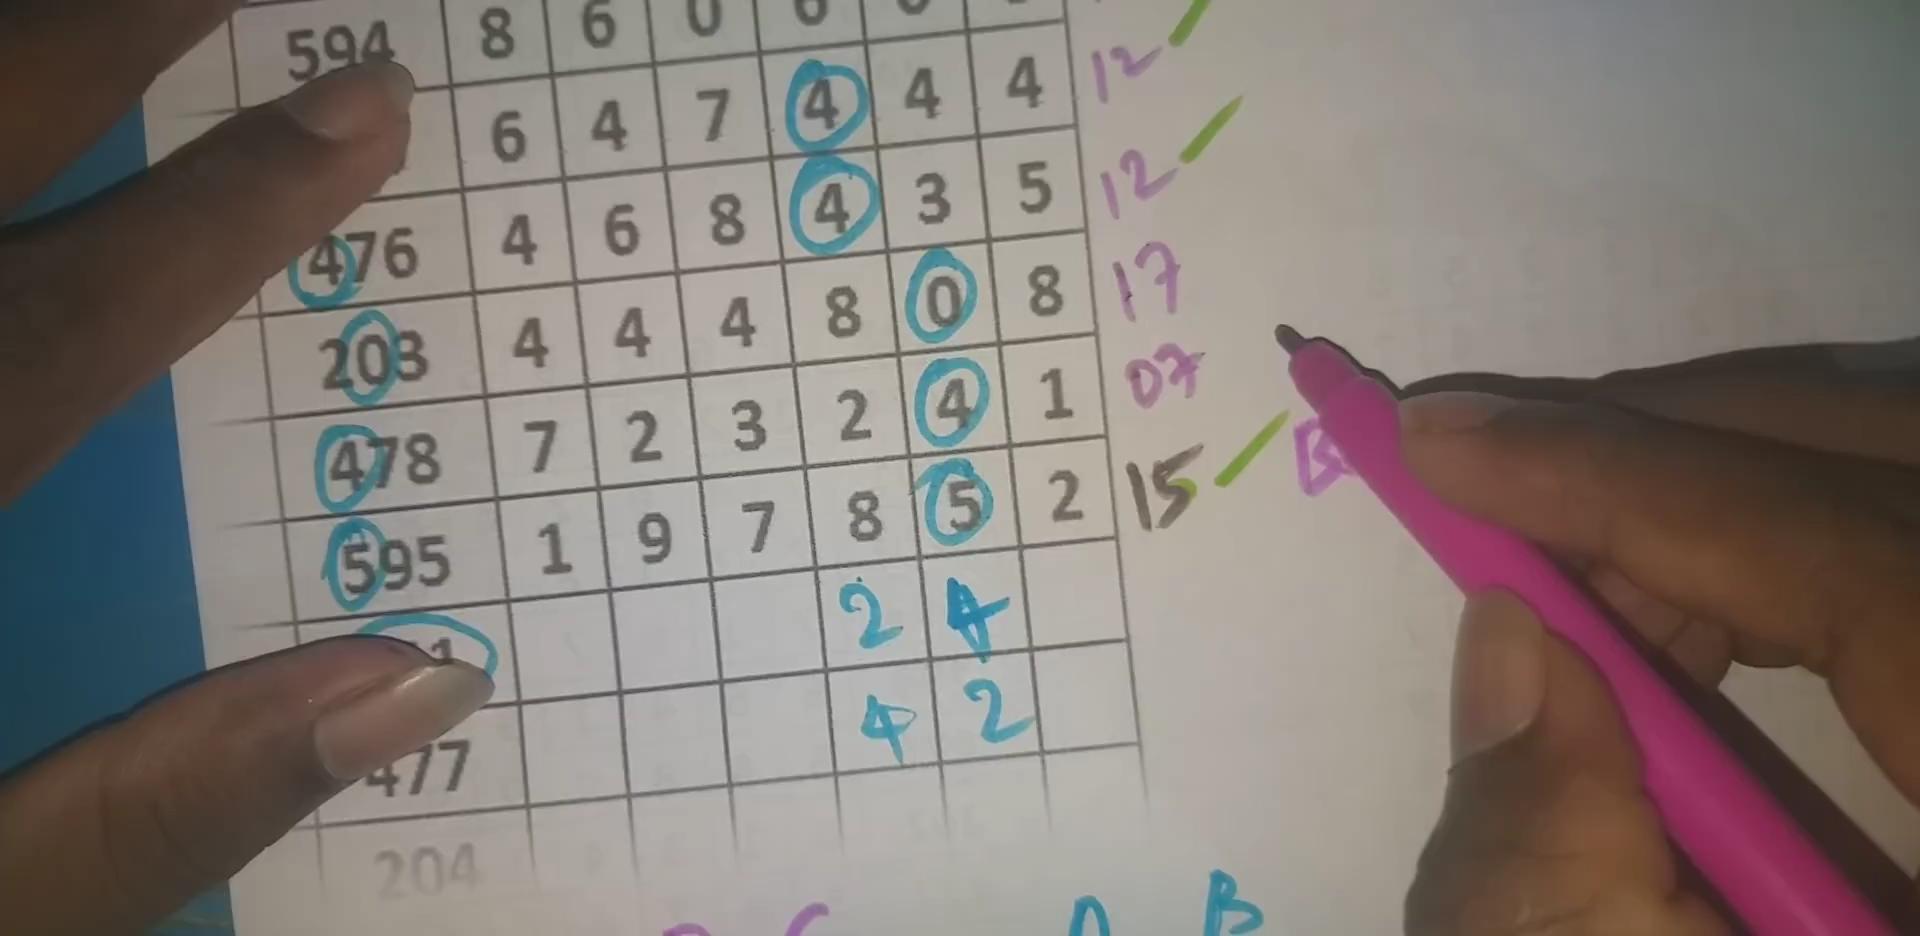 594 8 6 0
6 4 7 4 4 4 12
476 4 6 8 4 3 5 12
203 4 4 4 8 0 8 17
478 7 2 3 2 4 1 07
595 1 9 7 8 5 2 15
1 2 4
477 4 2
204
A B